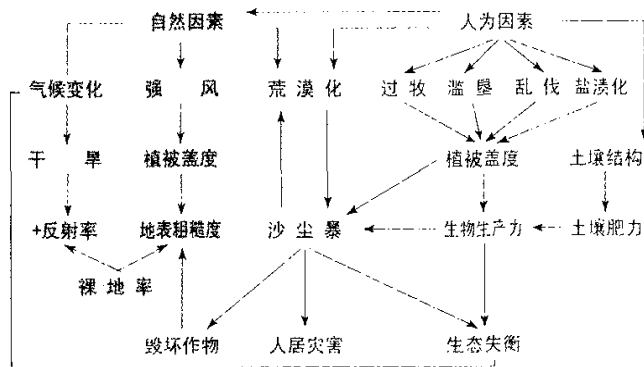 自然因素 人为因素
气候变化 强 风 荒 漠 化 过 牧 滥 垦 乱 伐 盐渍化
干 旱 植被盖度 植被盖度 土壤结构
+反射率 地表粗糙度 沙 尘 暴 生物生产力 土壤肥力
裸 地 率
毁坏作物 人居灾害 生态失衡